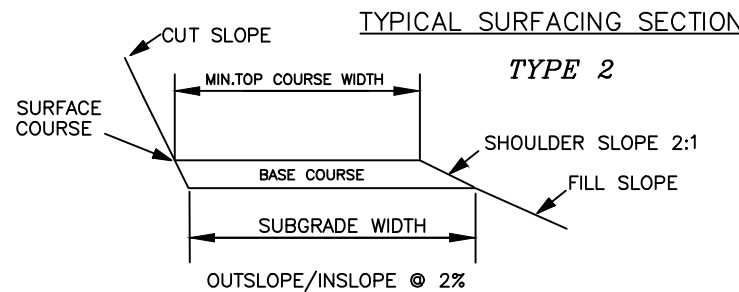 TYPICAL SURFACING SECTION
CUT SLOPE
TYPE 2
MIN.TOP COURSE WIDTH
SURFACE
COURSE
SHOULDER SLOPE 2:1
BASE COURSE
FILL SLOPE
SUBGRADE WIDTH
OUTSLOPE/INSLOPE @ 2%